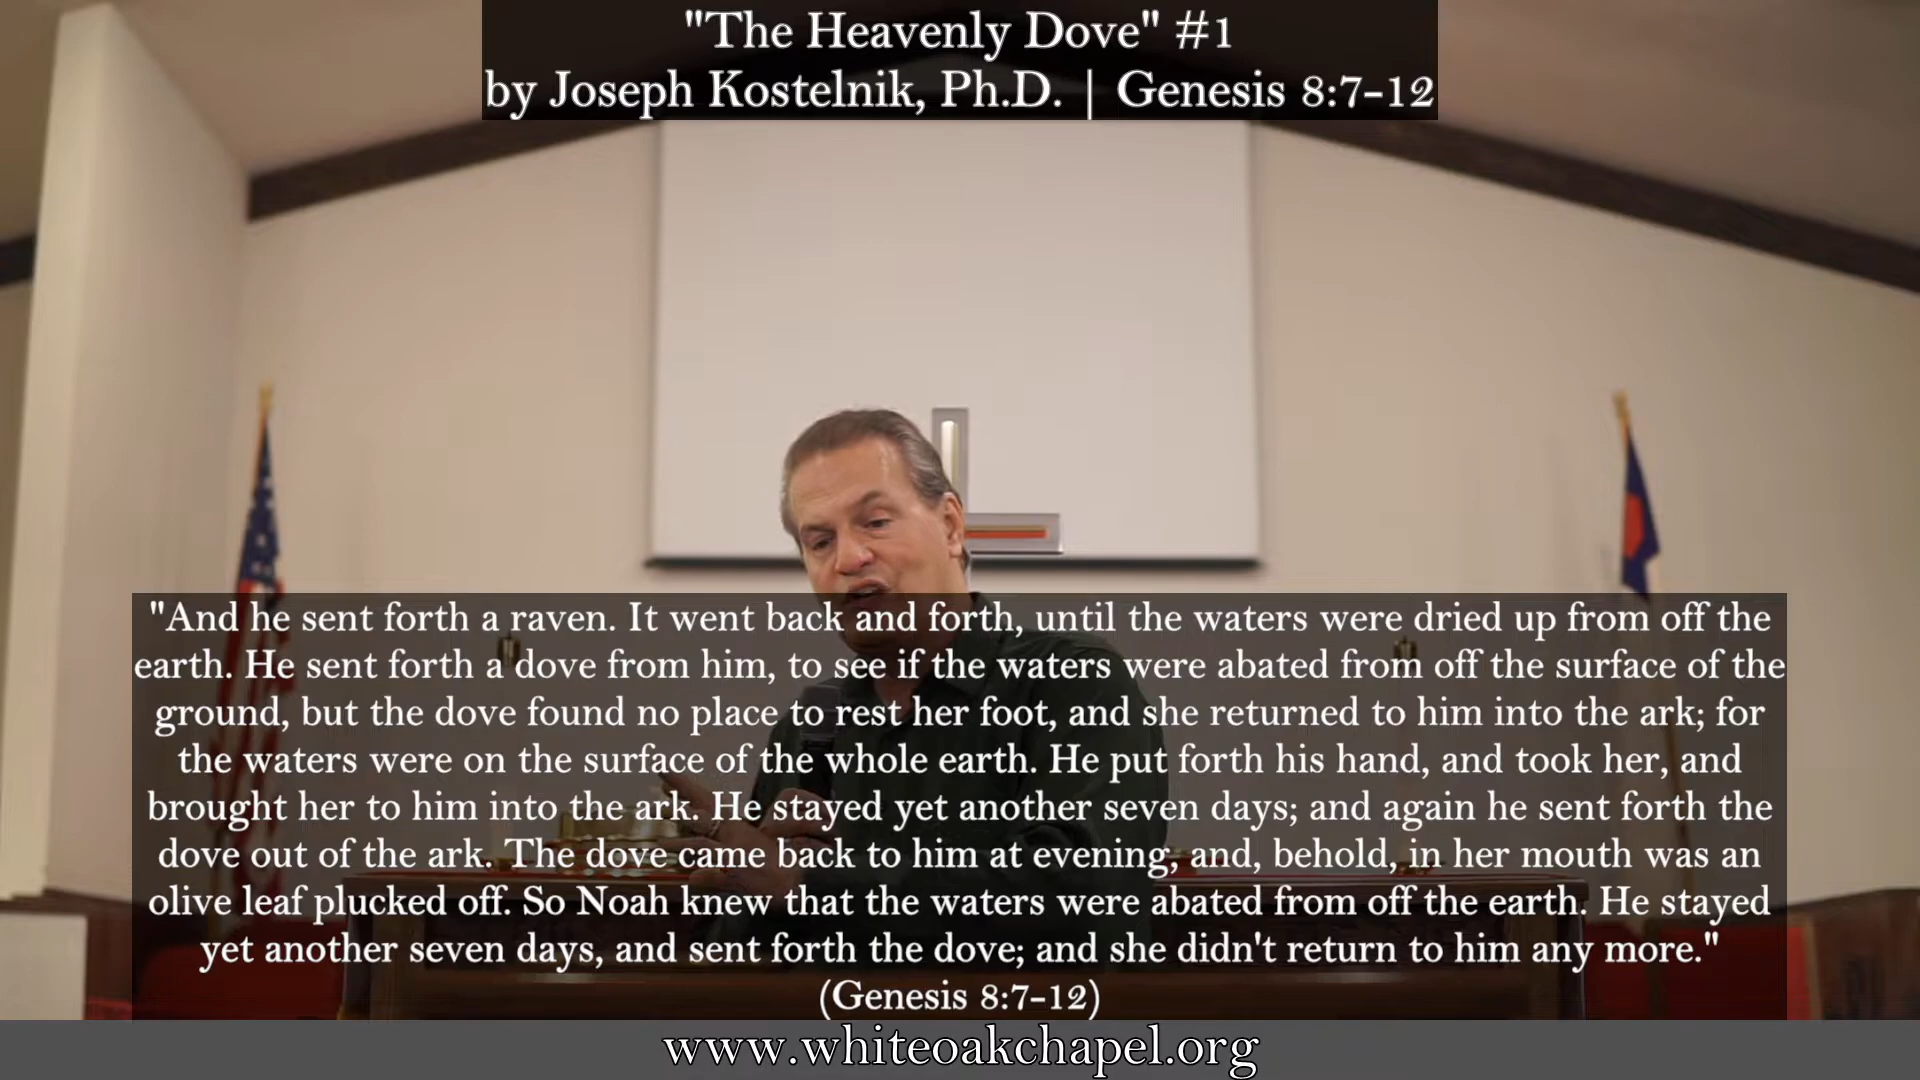 "The Heavenly Dove" #1
by Joseph Kostelnik, Ph.D. | Genesis 8:7-12
"And he sent forth a raven. It went back and forth, until the waters were dried up from off the
earth. He sent forth a dove from him, to see if the waters were abated from off the surface of the
ground, but the dove found no place to rest her foot, and she returned to him into the ark; for
the waters were on the surface of the whole earth. He put forth his hand, and took her, and
brought her to him into the ark. He stayed yet another seven days; and again he sent forth the
dove out of the ark. The dove came back to him at evening, and, behold, in her mouth was an
olive leaf plucked off. So Noah knew that the waters were abated from off the earth. He stayed
yet another seven days, and sent forth the dove; and she didn't return to him any more."
(Genesis 8:7-12)
www.whiteoakchapel.org